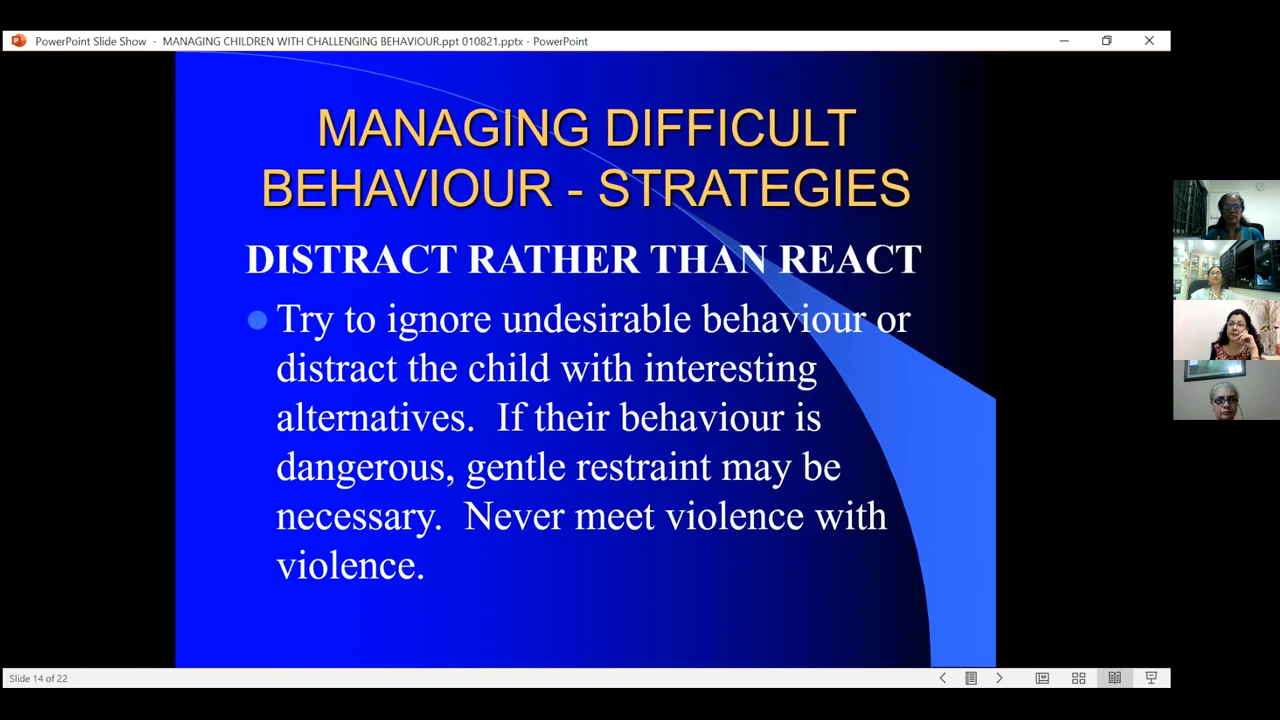 PowerPoint Slide Show - MANAGING CHILDREN WITH CHALLENGING BEHAVIOUR.ppt 010821.pptx - PowerPoint
MANAGING DIFFICULT
BEHAVIOUR - STRATEGIES
DISTRACT RATHER THAN REACT
Try to ignore undesirable behaviour or
distract the child with interesting
alternatives. If their behaviour is
dangerous, gentle restraint may be
necessary. Never meet violence with
violence.
Slide 14 of 22